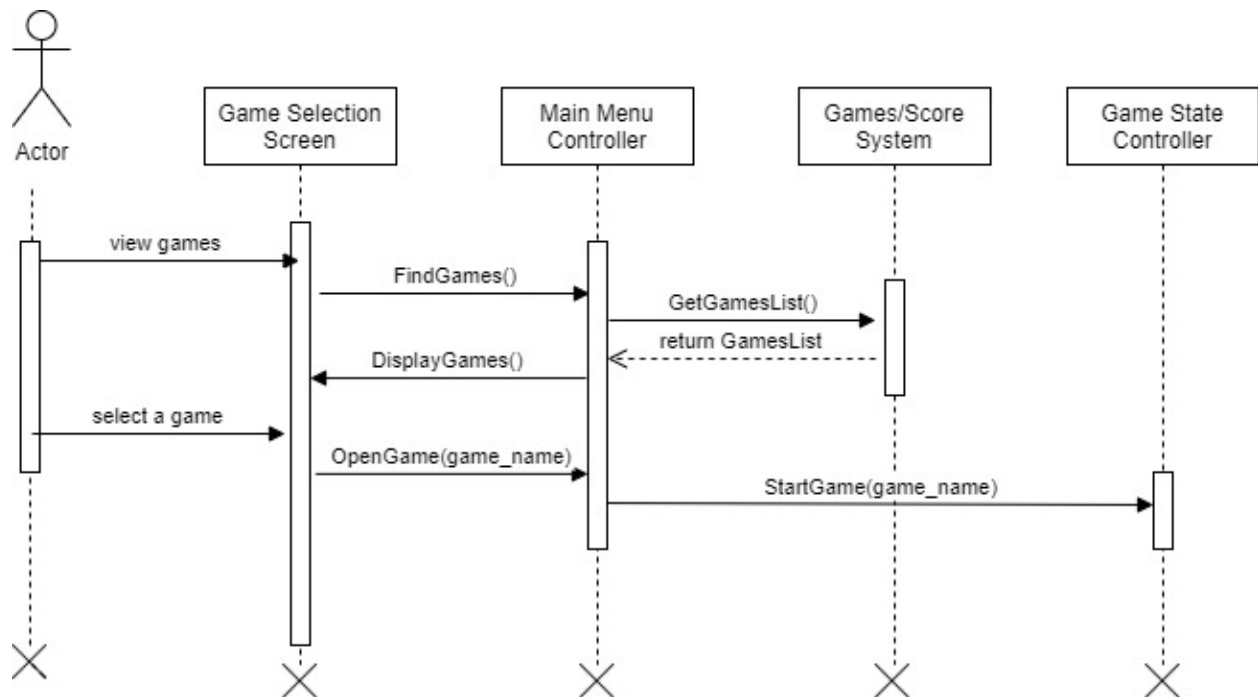 Game Selection
Screen
Main Menu
Controller
Games/Score
System
Game State
Controller
Actor
view games
FindGames()
GetGamesList()
return GamesList
DisplayGames()
select a game
OpenGame(game_name)
StartGame(game_name)